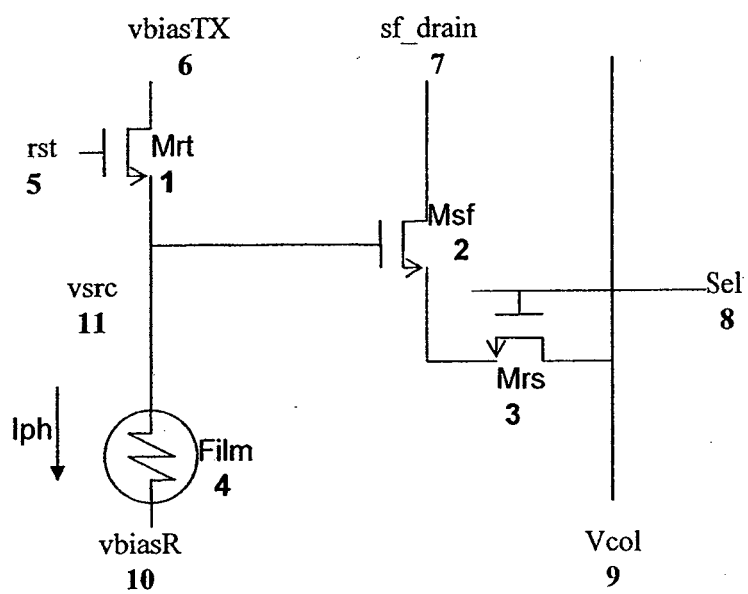 vbiasTX
6
sf_drain
7
rst
5
Mrt
1
Msf
2
vsrc
11
Sel
8
Mrs
3
Iph
Film
4
vbiasR
10
Vcol
9